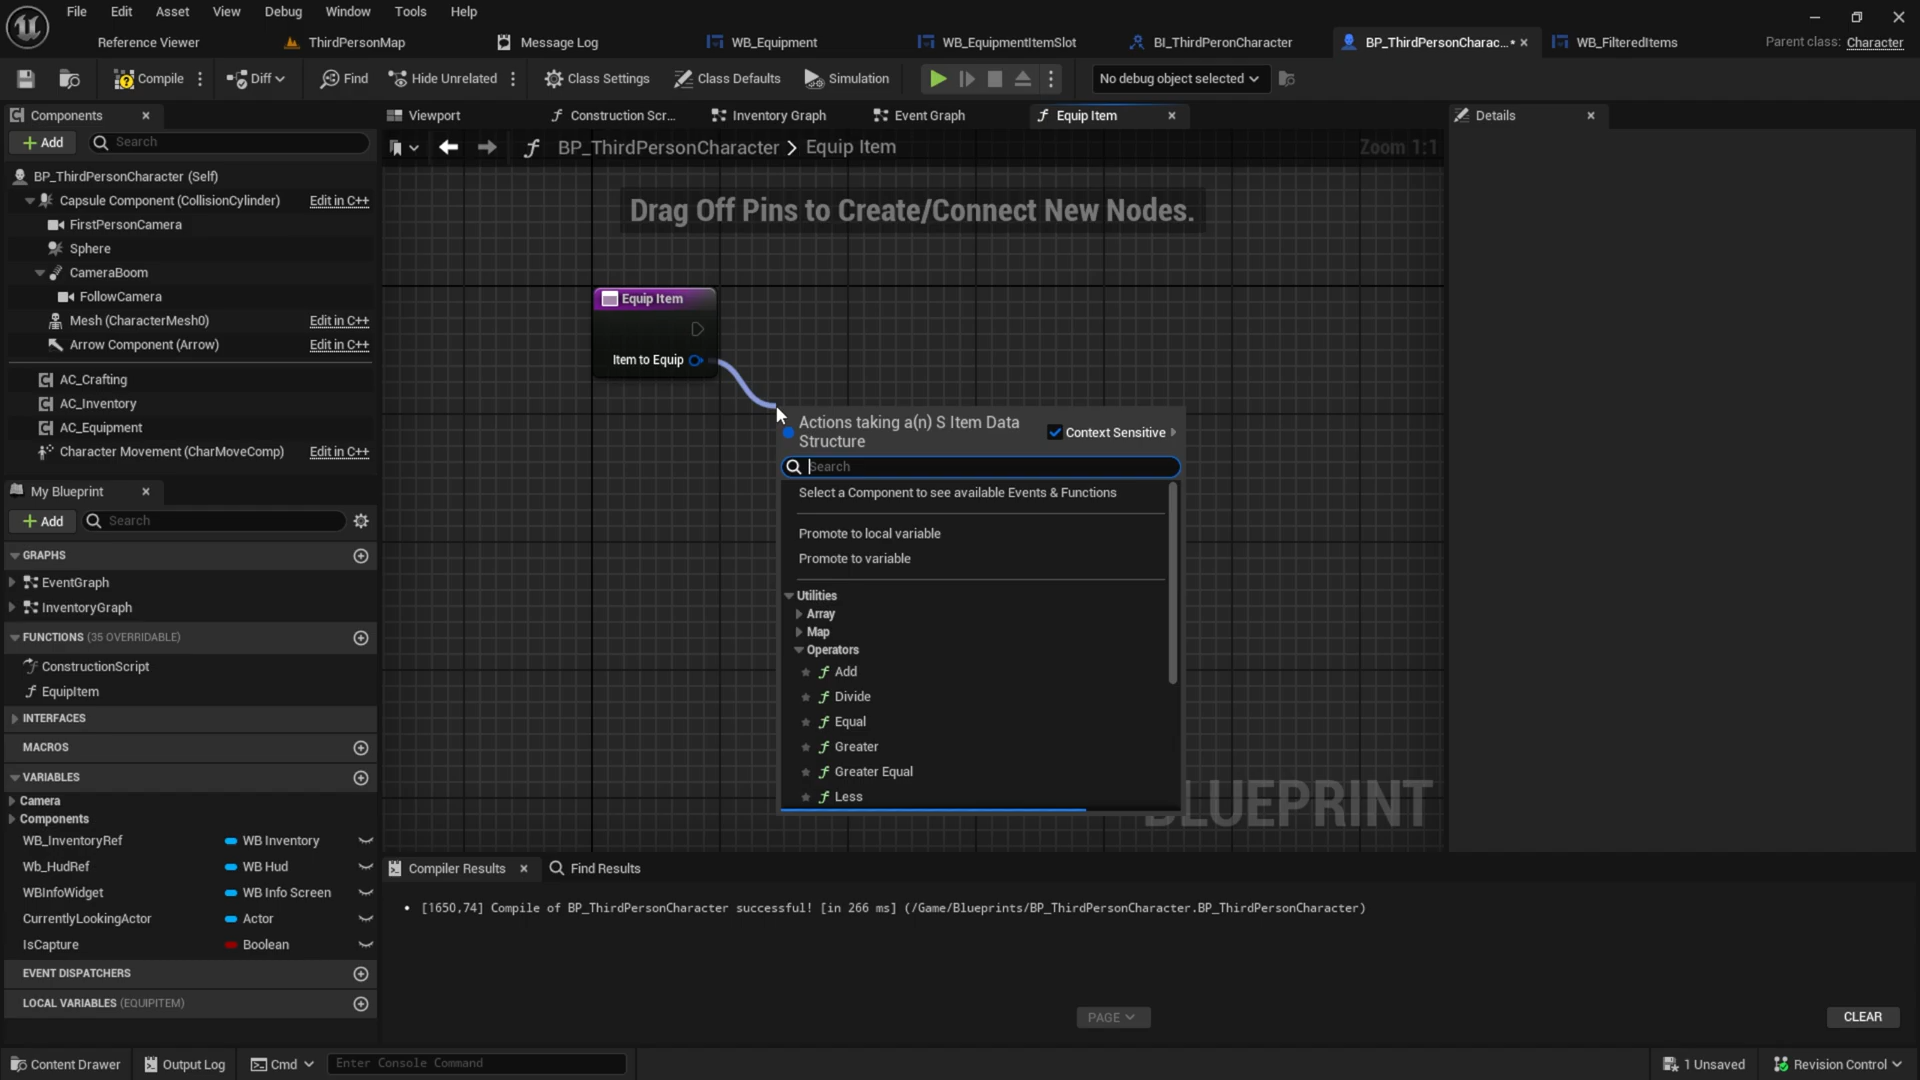 File Edit Asset View Debug Window Tools Help
Reference Viewer ThirdPersonMap Message Log WB_Equipment WB_EquipmentItemSlot BI_ThirdPeronCharacter BP_ThirdPersonCharac...• WB_FilteredItems Parent class: Character
Compile Diff Find Hide Unrelated Class Settings Class Defaults Simulation No debug object selected
Components
Viewport Construction Scr... Inventory Graph Event Graph Equip Item Details
Add Search
BP_ThirdPersonCharacter > Equip Item Zoom 1:1
BP_ThirdPersonCharacter (Self)
Capsule Component (CollisionCylinder) Edit in C++
FirstPersonCamera
Sphere
CameraBoom
FollowCamera
Mesh (CharacterMesh0) Edit in C++
Arrow Component (Arrow) Edit in C++
AC_Crafting
AC_Inventory
AC_Equipment
Character Movement (CharMoveComp) Edit in C++
Drag Off Pins to Create/Connect New Nodes.
Equip Item
Item to Equip
Actions taking a(n) S Item Data
Structure
Context Sensitive
Search
Select a Component to see available Events & Functions
Promote to local variable
Promote to variable
Utilities
Array
Map
Operators
Add
Divide
Equal
Greater
Greater Equal
Less
BLUEPRINT
My Blueprint
Add Search
GRAPHS
EventGraph
InventoryGraph
FUNCTIONS (35 OVERRIDABLE)
ConstructionScript
EquipItem
INTERFACES
MACROS
VARIABLES
Camera
Components
WB_InventoryRef WB Inventory
Wb_HudRef WB Hud
WBInfoWidget WB Info Screen
CurrentlyLookingActor Actor
IsCapture Boolean
EVENT DISPATCHERS
LOCAL VARIABLES (EQUIPITEM)
Compiler Results Find Results
• [1650,74] Compile of BP_ThirdPersonCharacter successful! [in 266 ms] (/Game/Blueprints/BP_ThirdPersonCharacter.BP_ThirdPersonCharacter)
PAGE CLEAR
Content Drawer Output Log Cmd Enter Console Command 1 Unsaved Revision Control